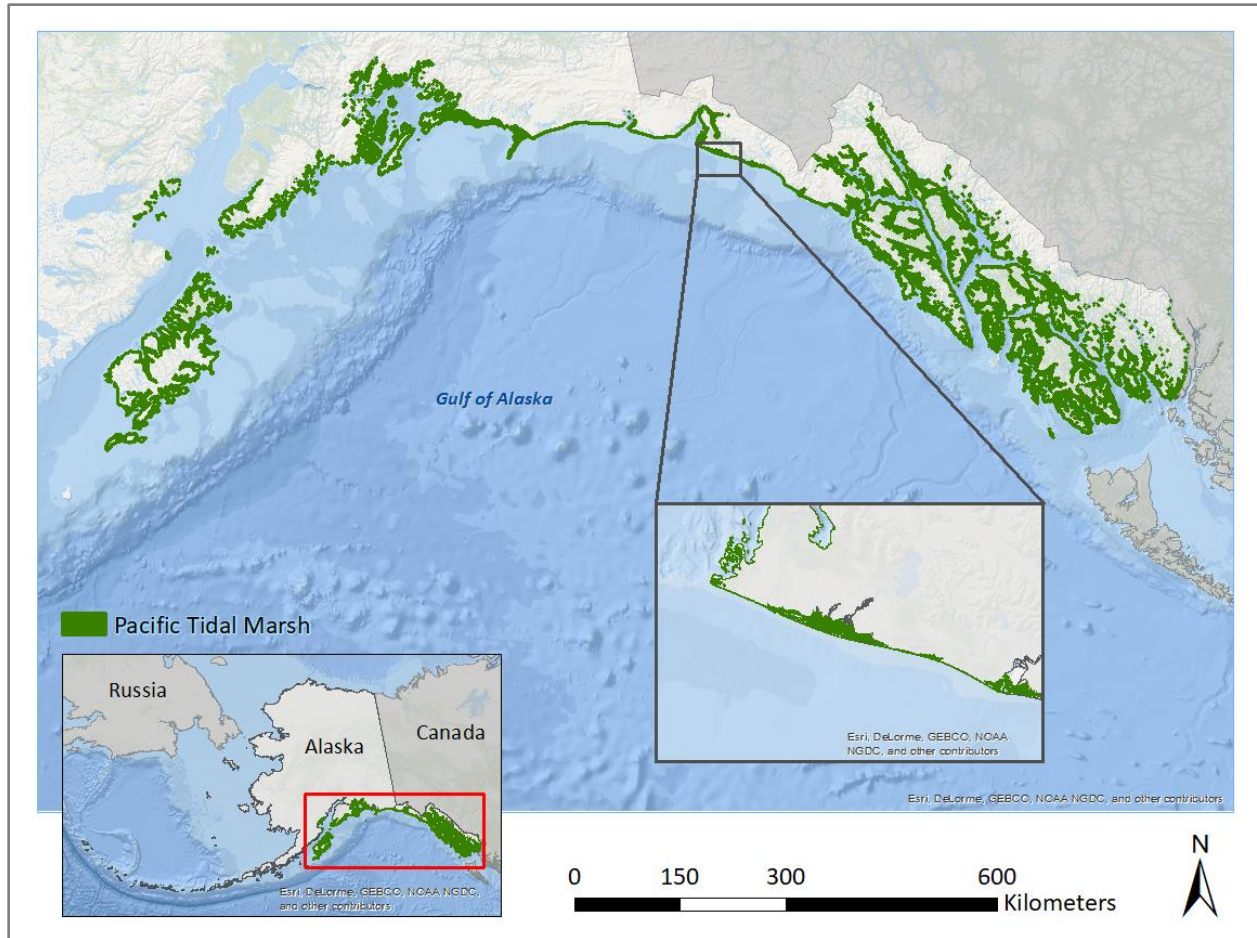 Gulf of Alaska
Esri, DeLorme, GEBCO, NOAA
NGDC, and other contributors
Pacific Tidal Marsh
Russia
Alaska
Canada
Esri, DeLorme, GEBCO, NOAA NGDC,
and other contributors
Esri, DeLorme, GEBCO, NOAA NGDC, and other contributors
0 150 300 600
Kilometers
N